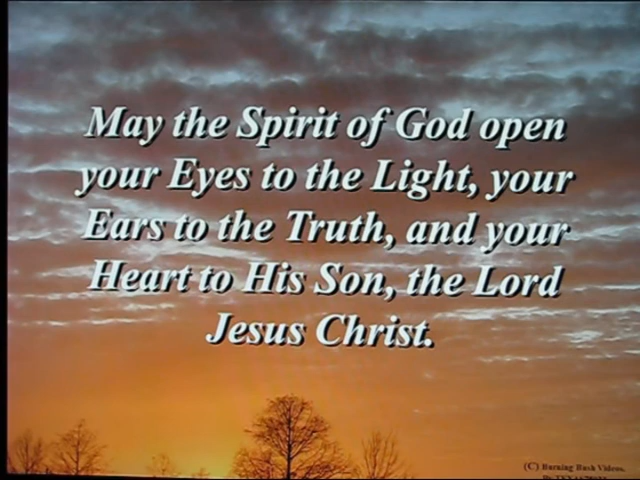 May the Spirit of God open
your Eyes to the Light, your
Ears to the Truth, and your
Heart to His Son, the Lord
Jesus Christ.
(C) Burning Bush Videos.
By